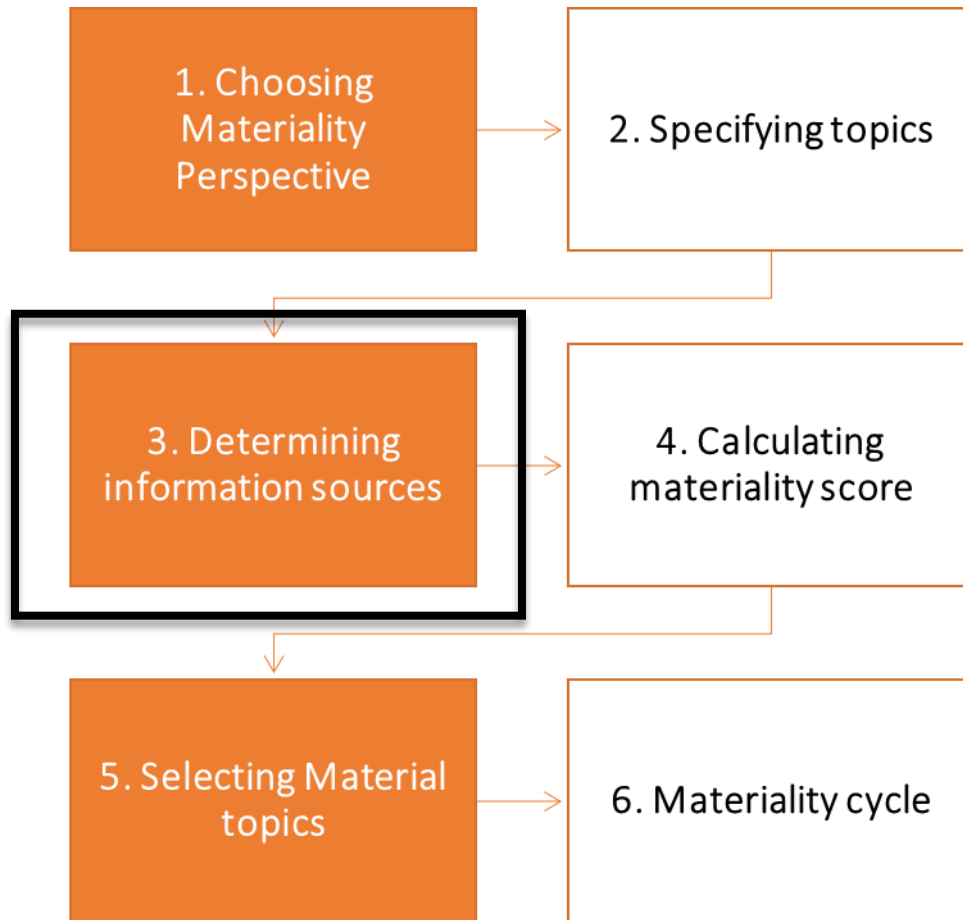 1. Choosing
Materiality
Perspective
2. Specifying topics
3. Determining
information sources
4. Calculating
materiality score
5. Selecting Material
topics
6. Materiality cycle